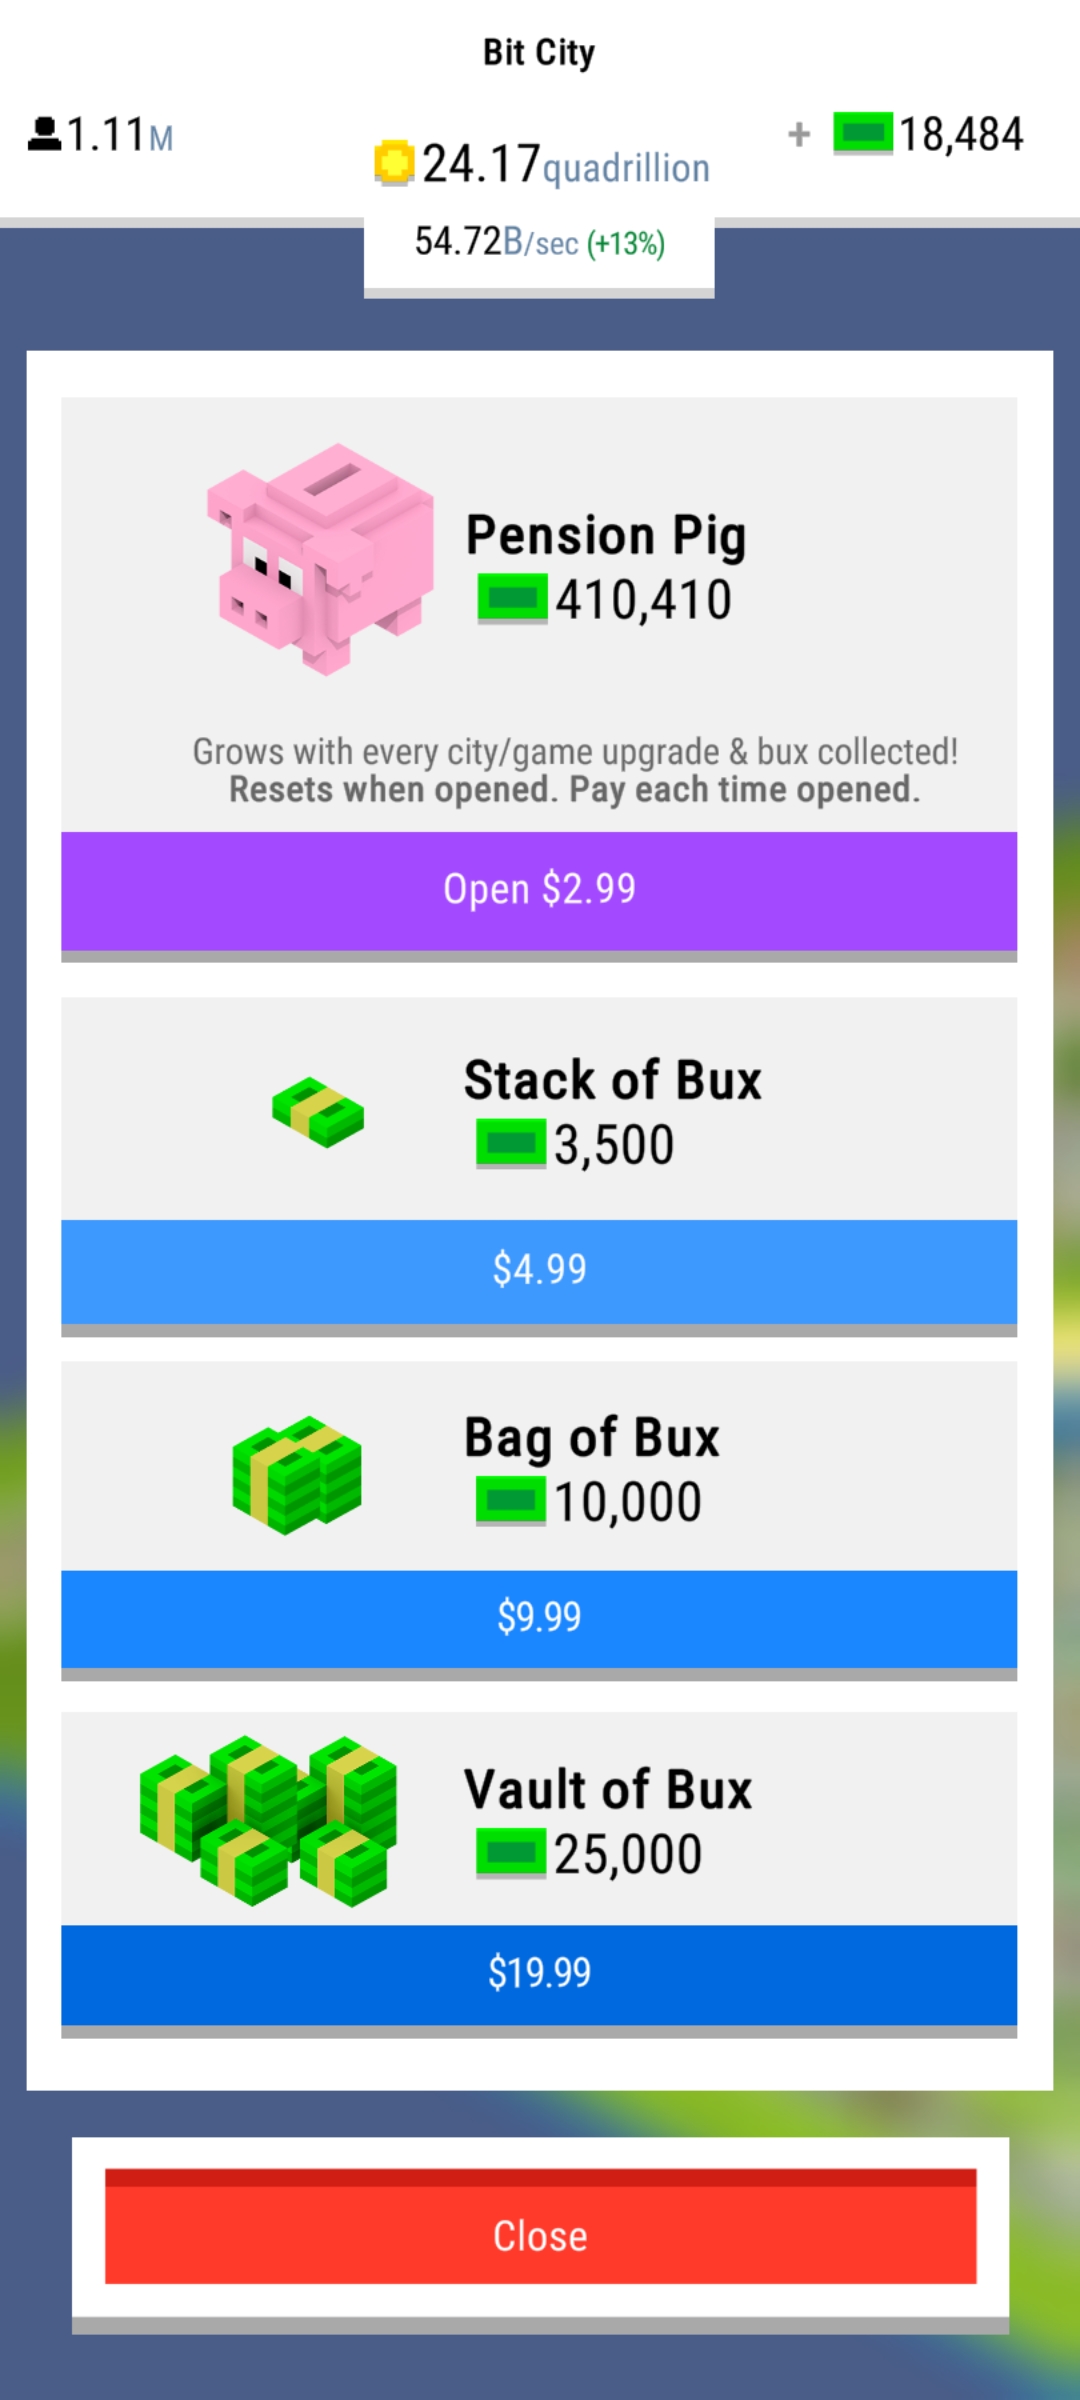 Bit City
1.11M
24.17quadrillion
+ 18,484
54.72B/sec (+13%)
Pension Pig
410,410
Grows with every city/game upgrade & bux collected!
Resets when opened. Pay each time opened.
Open $2.99
Stack of Bux
3,500
$4.99
Bag of Bux
10,000
$9.99
Vault of Bux
25,000
$19.99
Close